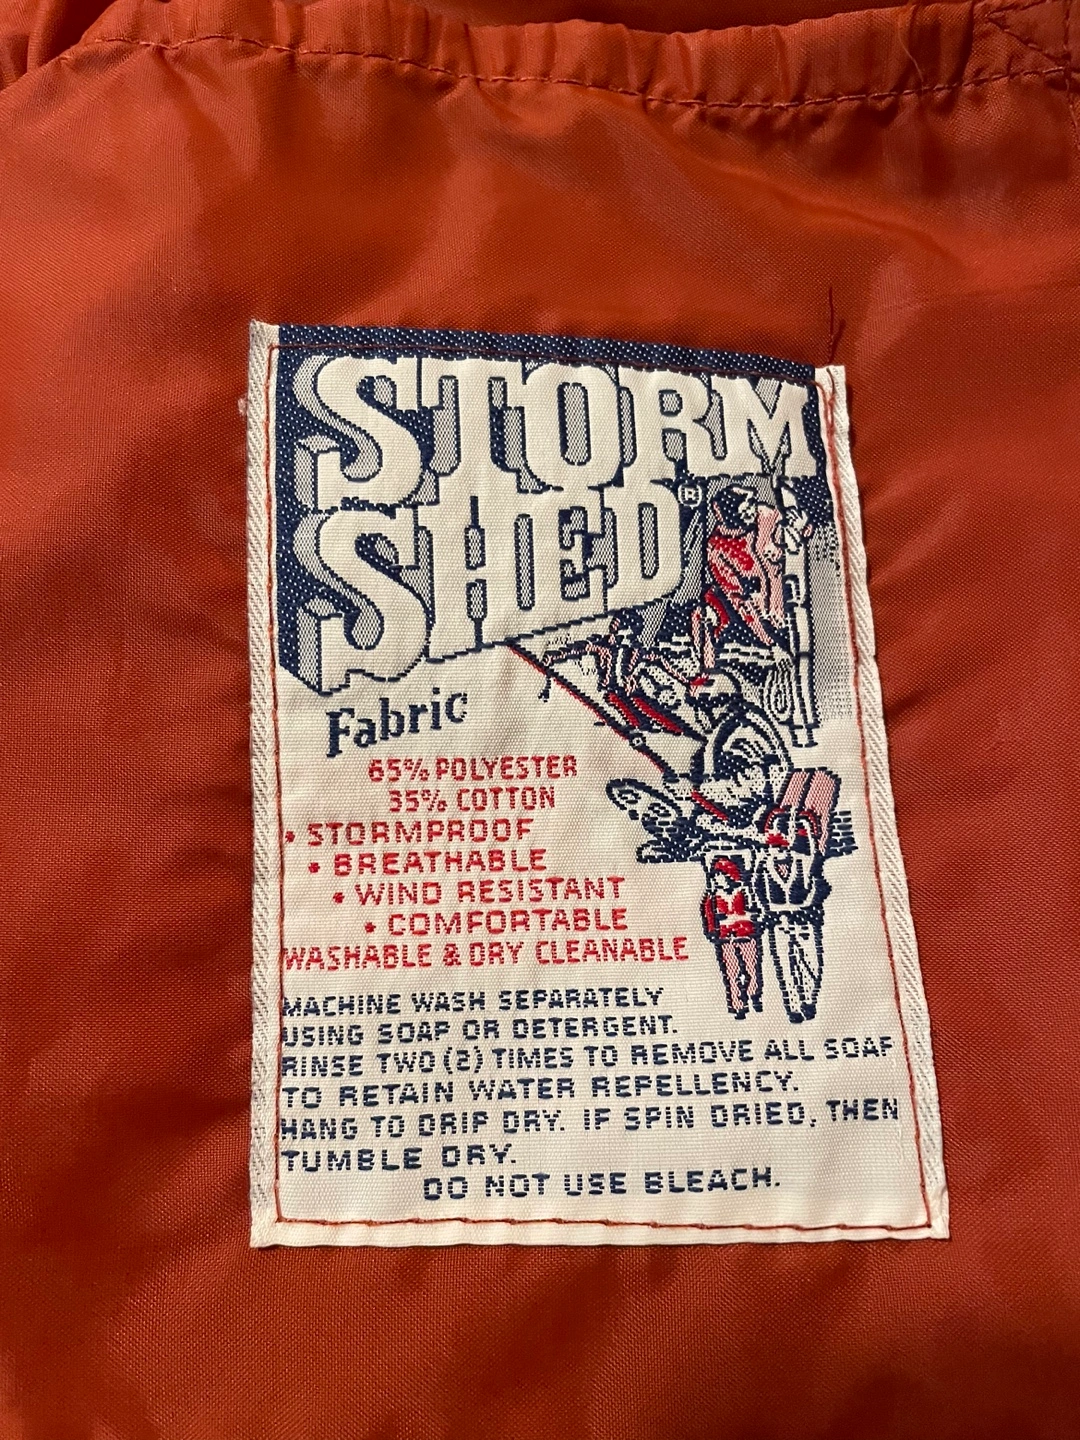 STORM
SHED®
Fabric
65% POLYESTER
35% COTTON
• STORMPROOF
• BREATHABLE
• WIND RESISTANT
• COMFORTABLE
WASHABLE & DRY CLEANABLE
MACHINE WASH SEPARATELY
USING SOAP OR DETERGENT.
RINSE TWO (2) TIMES TO REMOVE ALL SOAP
TO RETAIN WATER REPELLENCY.
HANG TO DRIP DRY. IF SPIN DRIED, THEN
TUMBLE DRY.
DO NOT USE BLEACH.